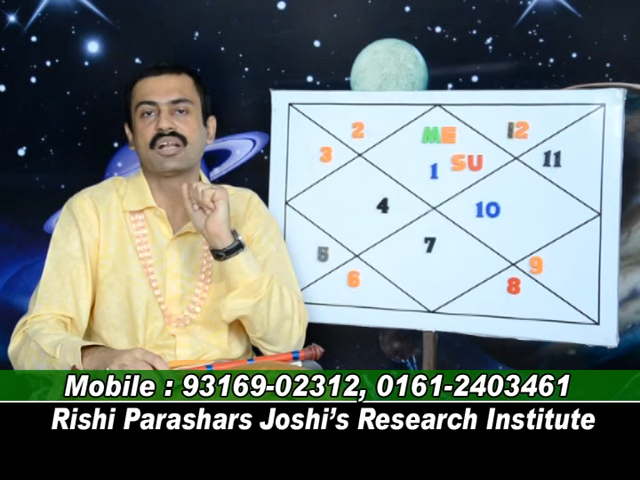 2 ME 12
3 1 SU 11
4 10
5 7
6 9
8
Mobile : 93169-02312, 0161-2403461
Rishi Parashars Joshi's Research Institute